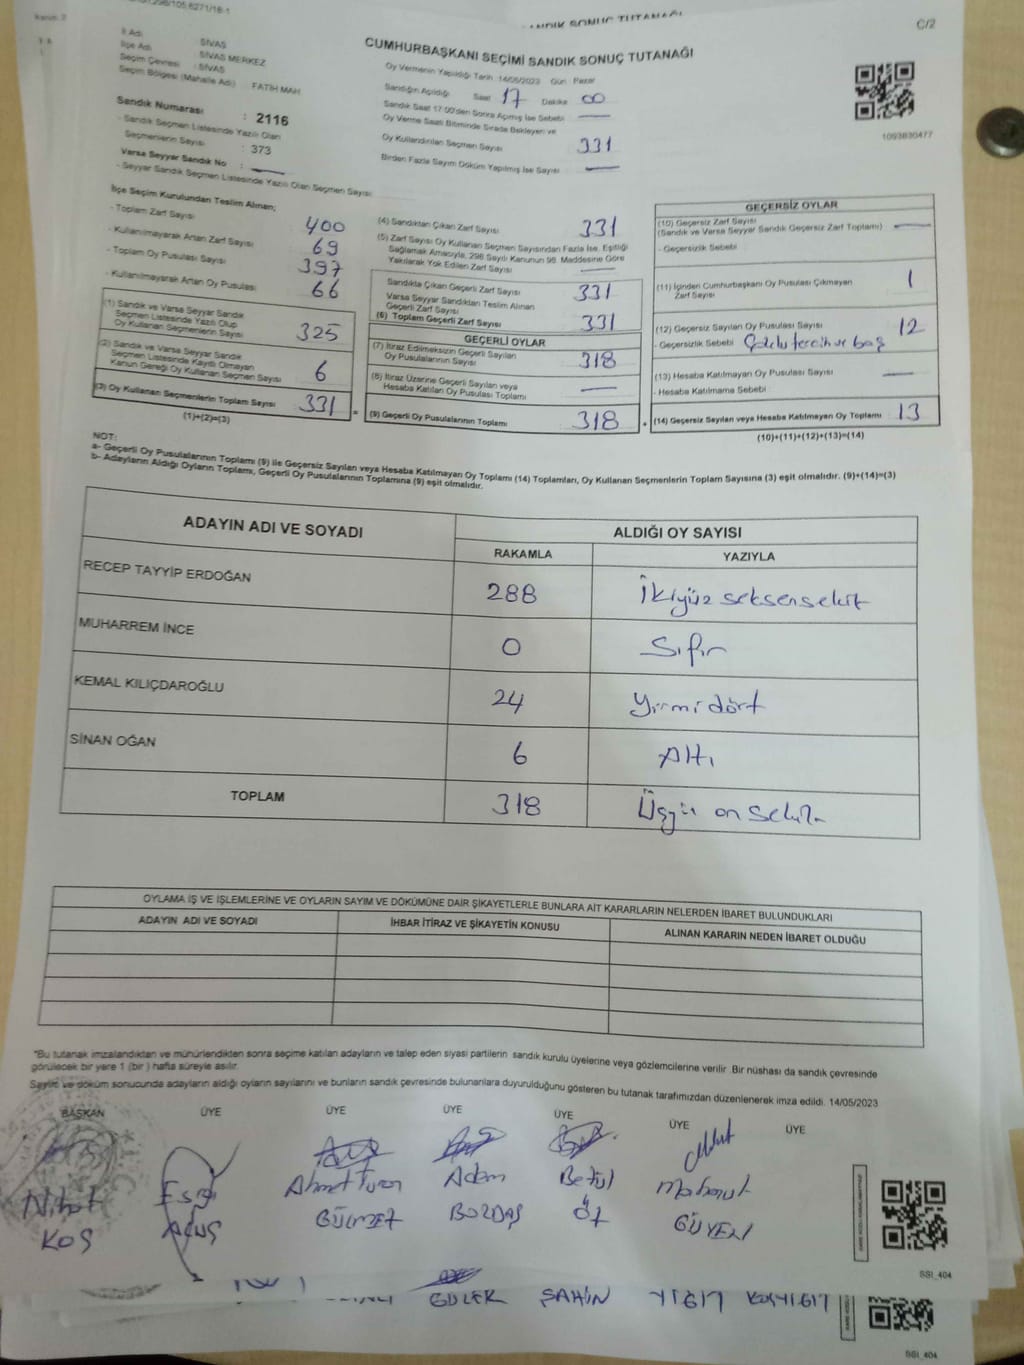 SANDIK SONUÇ TUTANAĞI
C/2
İl Adı : SİVAS
İlçe Adı : SİVAS MERKEZ
Seçim Çevresi : SİVAS
Seçim Bölgesi (Mahalle Adı) : FATİH MAH
CUMHURBAŞKANI SEÇİMİ SANDIK SONUÇ TUTANAĞI
Oy Vermenin Yapıldığı Tarih 14/05/2023 Gün : Pazar
Sandığın Açıldığı Saat 17 Dakika 00
Sandık Saat 17:00'den Sonra Açılmış İse Sebebi —
Oy Verme Saati Bitiminde Sırada Bekleyen ve
Oy Kullandırılan Seçmen Sayısı 331
Birden Fazla Sayım Döküm Yapılmış İse Sayısı —
1093830477
Sandık Numarası : 2116
- Sandık Seçmen Listesinde Yazılı Olan
Seçmenlerin Sayısı : 373
Varsa Seyyar Sandık No : —
- Seyyar Sandık Seçmen Listesinde Yazılı Olan Seçmen Sayısı
İlçe Seçim Kurulundan Teslim Alınan;
- Toplam Zarf Sayısı 400
- Kullanılmayarak Artan Zarf Sayısı 69
- Toplam Oy Pusulası Sayısı 397
- Kullanılmayarak Artan Oy Pusulası 66
(1) Sandık ve Varsa Seyyar Sandık
Seçmen Listesinde Yazılı Olup
Oy Kullanan Seçmenlerin Sayısı 325
(2) Sandık ve Varsa Seyyar Sandık
Seçmen Listesinde Kayıtlı Olmayan
Kanun Gereği Oy Kullanan Seçmen Sayısı 6
(3) Oy Kullanan Seçmenlerin Toplam Sayısı 331
(1)+(2)=(3)
(4) Sandıktan Çıkan Zarf Sayısı 331
(5) Zarf Sayısı Oy Kullanan Seçmen Sayısından Fazla İse, Eşitliği
Sağlamak Amacıyla, 298 Sayılı Kanunun 98. Maddesine Göre
Yakılarak Yok Edilen Zarf Sayısı —
Sandıkta Çıkan Geçerli Zarf Sayısı 331
Varsa Seyyar Sandıktan Teslim Alınan
Geçerli Zarf Sayısı
(6) Toplam Geçerli Zarf Sayısı 331
GEÇERLİ OYLAR
(7) İtiraz Edilmeksizin Geçerli Sayılan
Oy Pusulalarının Sayısı 318
(8) İtiraz Üzerine Geçerli Sayılan veya
Hesaba Katılan Oy Pusulası Toplamı —
(9) Geçerli Oy Pusulalarının Toplamı 318
GEÇERSİZ OYLAR
(10) Geçersiz Zarf Sayısı
(Sandık ve Varsa Seyyar Sandık Geçersiz Zarf Toplamı) —
- Geçersizlik Sebebi
(11) İçinden Cumhurbaşkanı Oy Pusulası Çıkmayan
Zarf Sayısı 1
(12) Geçersiz Sayılan Oy Pusulası Sayısı 12
- Geçersizlik Sebebi Çoklu tercih ve boş
(13) Hesaba Katılmayan Oy Pusulası Sayısı —
- Hesaba Katılmama Sebebi
(14) Geçersiz Sayılan veya Hesaba Katılmayan Oy Toplamı 13
(10)+(11)+(12)+(13)=(14)
NOT:
a- Geçerli Oy Pusulalarının Toplamı (9) ile Geçersiz Sayılan veya Hesaba Katılmayan Oy Toplamı (14) Toplamları, Oy Kullanan Seçmenlerin Toplam Sayısına (3) eşit olmalıdır. (9)+(14)=(3)
b- Adayların Aldığı Oyların Toplamı, Geçerli Oy Pusulalarının Toplamına (9) eşit olmalıdır.
ADAYIN ADI VE SOYADI
ALDIĞI OY SAYISI
RAKAMLA YAZIYLA
RECEP TAYYİP ERDOĞAN 288 İkiyüz seksensekiz
MUHARREM İNCE 0 Sıfır
KEMAL KILIÇDAROĞLU 24 Yirmi dört
SİNAN OĞAN 6 Altı
TOPLAM 318 Üçyüz on sekiz
OYLAMA İŞ VE İŞLEMLERİNE VE OYLARIN SAYIM VE DÖKÜMÜNE DAİR ŞİKAYETLERLE BUNLARA AİT KARARLARIN NELERDEN İBARET BULUNDUKLARI
ADAYIN ADI VE SOYADI İHBAR İTİRAZ VE ŞİKAYETİN KONUSU ALINAN KARARIN NEDEN İBARET OLDUĞU
*Bu tutanak imzalandıktan ve mühürlendikten sonra seçime katılan adayların ve talep eden siyasi partilerin sandık kurulu üyelerine veya gözlemcilerine verilir .Bir nüshası da sandık çevresinde
görülecek bir yere 1 (bir ) hafta süreyle asılır.
Sayım ve döküm sonucunda adayların aldığı oyların sayılarını ve bunların sandık çevresinde bulunanlara duyurulduğunu gösteren bu tutanak tarafımızdan düzenlenerek imza edildi. 14/05/2023
BAŞKAN ÜYE ÜYE ÜYE ÜYE ÜYE ÜYE
Nihat Ahmet Turan Adem Betül Mahmut
KOŞ BOZDAŞ ÖZ GÜVEN
SSI_404
GÜLER ŞAHİN YİĞİT
SSI_404